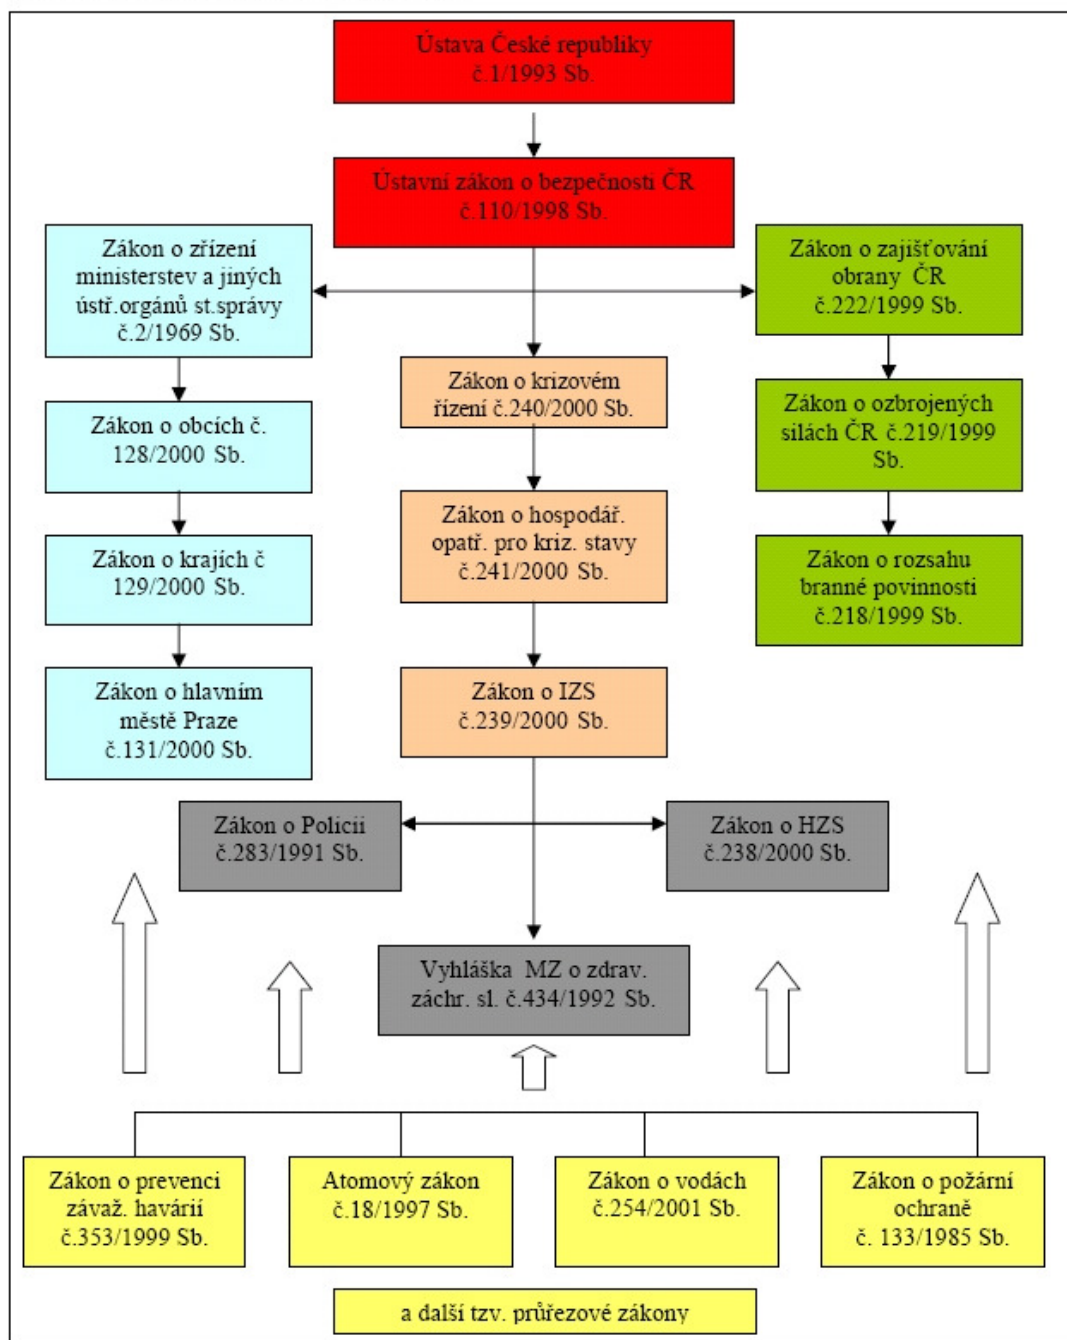 Ústava České republiky
č.1/1993 Sb.
Ústavní zákon o bezpečnosti ČR
č.110/1998 Sb.
Zákon o zřízení
ministerstev a jiných
ústř.orgánů st.správy
č.2/1969 Sb.
Zákon o zajišťování
obrany ČR
č.222/1999 Sb.
Zákon o krizovém
řízení č.240/2000 Sb.
Zákon o obcích č.
128/2000 Sb.
Zákon o ozbrojených
silách ČR č.219/1999
Sb.
Zákon o hospodář.
opatř. pro kriz. stavy
č.241/2000 Sb.
Zákon o krajích č
129/2000 Sb.
Zákon o rozsahu
branné povinnosti
č.218/1999 Sb.
Zákon o hlavním
městě Praze
č.131/2000 Sb.
Zákon o IZS
č.239/2000 Sb.
Zákon o Policii
č.283/1991 Sb.
Zákon o HZS
č.238/2000 Sb.
Vyhláška MZ o zdrav.
záchr. sl. č.434/1992 Sb.
Zákon o prevenci
závaž. havárií
č.353/1999 Sb.
Atomový zákon
č.18/1997 Sb.
Zákon o vodách
č.254/2001 Sb.
Zákon o požární
ochraně
č. 133/1985 Sb.
a další tzv. průřezové zákony